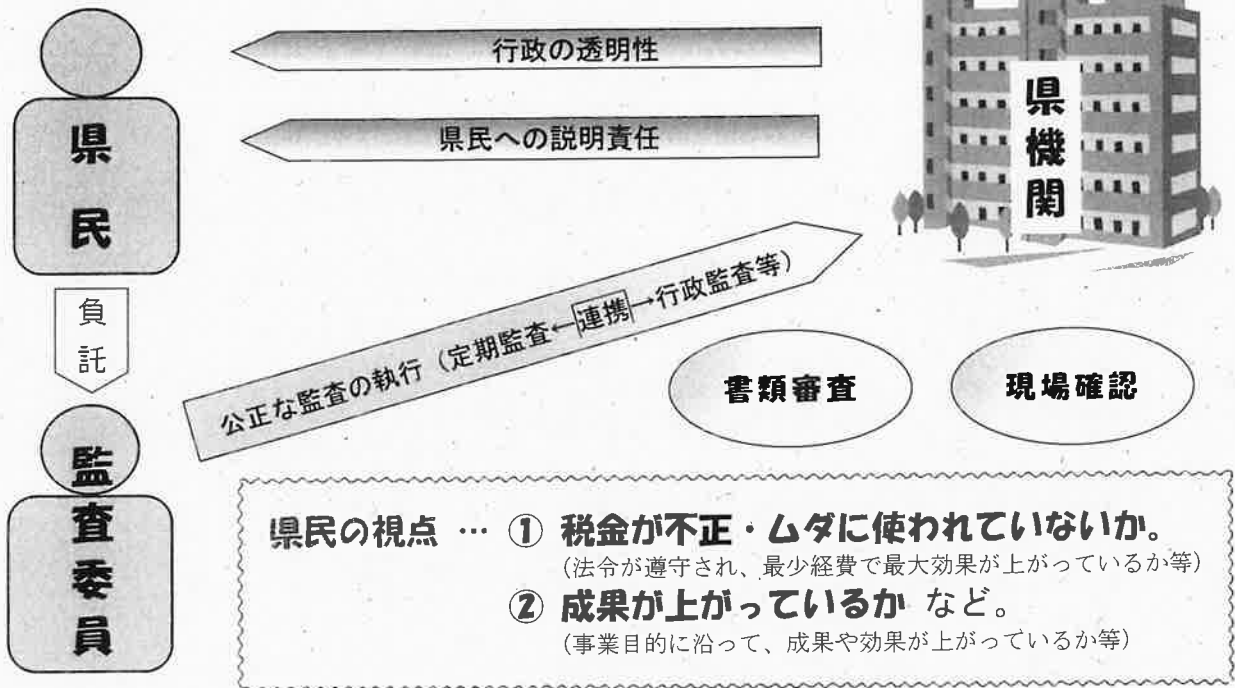 行政の透明性
県民への説明責任
県機関
県民
負託
公正な監査の執行（定期監査←連携→行政監査等）
書類審査
現場確認
監査委員
県民の視点 … ① 税金が不正・ムダに使われていないか。
(法令が遵守され、最少経費で最大効果が上がっているか等)
② 成果が上がっているか など。
(事業目的に沿って、成果や効果が上がっているか等)